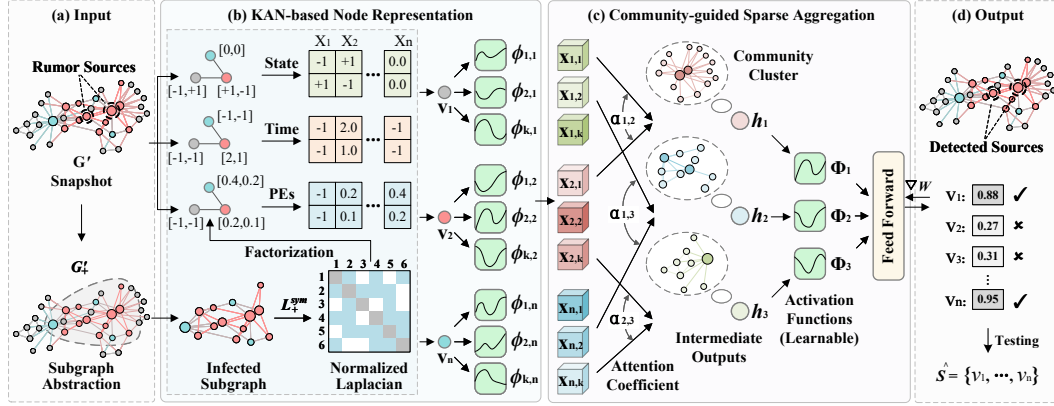 (a) Input
Rumor Sources
G′
Snapshot
G′₊
Subgraph
Abstraction
(b) KAN-based Node Representation
[0,0]
[-1,+1]
[+1,-1]
State
X₁ X₂ Xn
-1 +1 ... 0.0
+1 -1 0.0
[-1,-1]
[-1,-1]
[2,1]
Time
-1 2.0 ... -1
-1 1.0 -1
[0.4,0.2]
[-1,-1]
[0.2,0.1]
PEs
-1 0.2 ... 0.4
-1 0.1 0.2
Factorization
1 2 3 4 5 6
1
2
3
4
5
6
L₊ˢʸᵐ
Infected
Subgraph
Normalized
Laplacian
V₁
V₂
Vn
ϕ1,1
ϕ2,1
ϕk,1
ϕ1,2
ϕ2,2
ϕk,2
ϕ1,n
ϕ2,n
ϕk,n
(c) Community-guided Sparse Aggregation
X1,1
X1,2
X1,k
X2,1
X2,2
X2,k
Xn,1
Xn,2
Xn,k
α1,2
α1,3
α2,3
Attention
Coefficient
Community
Cluster
h₁
h₂
h₃
Intermediate
Outputs
Φ₁
Φ₂
Φ₃
Activation
Functions
(Learnable)
Feed Forward
∇W
(d) Output
Detected Sources
V₁: 0.88 ✓
V₂: 0.27 ✘
V₃: 0.31 ✘
⋮
Vn: 0.95 ✓
Testing
Ŝ = {v₁, ···, vn}